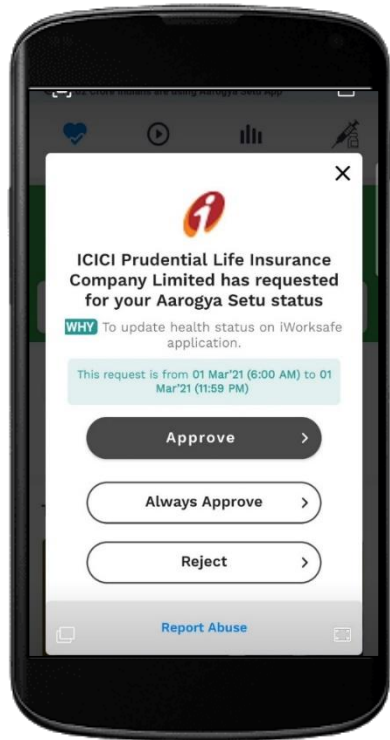 ICICI Prudential Life Insurance
Company Limited has requested
for your Aarogya Setu status
WHY To update health status on iWorksafe
application.
This request is from 01 Mar'21 (6:00 AM) to 01
Mar'21 (11:59 PM)
Approve
Always Approve
Reject
Report Abuse